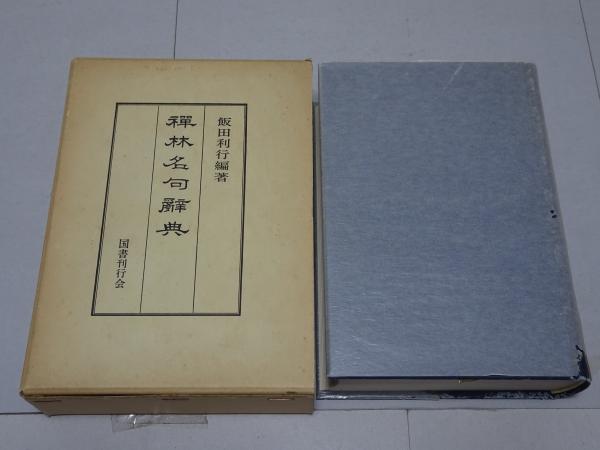 飯田利行編著
禪林名句辭典
国書刊行会